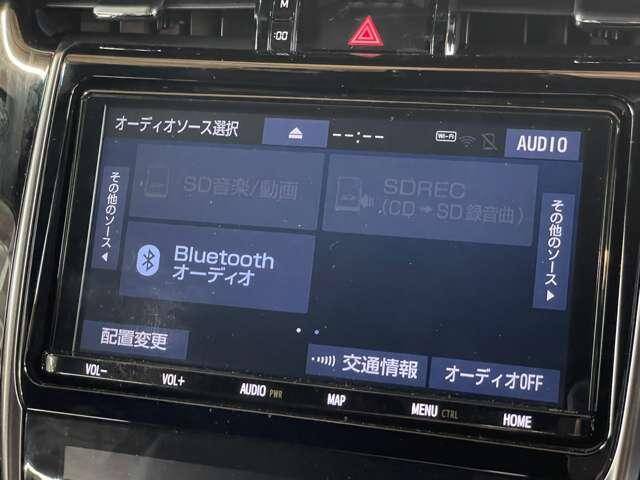 M
:00
オーディオソース選択
--:--
Wi-Fi
AUDIO
その他のソース
SD音楽/動画
SDREC
(CD➡SD録音曲)
その他のソース
Bluetooth
オーディオ
配置変更
交通情報
オーディオOFF
VOL-
VOL+
AUDIO PWR
MAP
MENU CTRL
HOME